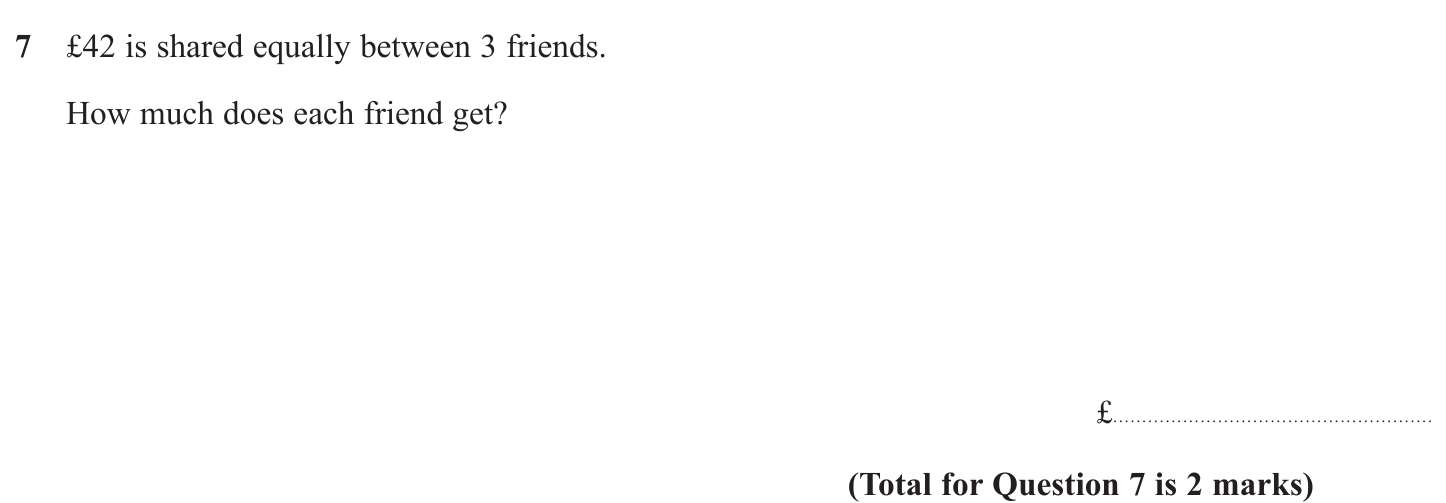 7 £42 is shared equally between 3 friends.
How much does each friend get?
£......................................................
(Total for Question 7 is 2 marks)